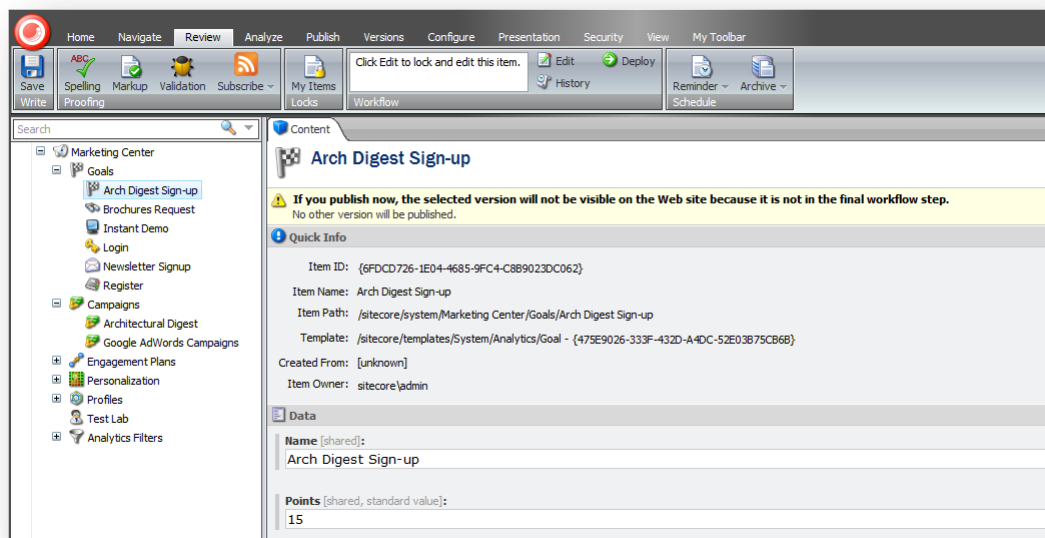 Home Navigate Review Analyze Publish Versions Configure Presentation Security View My Toolbar
ABC
Click Edit to lock and edit this item. Edit Deploy
History
Save Spelling Markup Validation Subscribe My Items Reminder Archive
Write Proofing Locks Workflow Schedule
Search
Content
Marketing Center
Goals
Arch Digest Sign-up
Brochures Request
Instant Demo
Login
Newsletter Signup
Register
Campaigns
Architectural Digest
Google AdWords Campaigns
Engagement Plans
Personalization
Profiles
Test Lab
Analytics Filters
Arch Digest Sign-up
If you publish now, the selected version will not be visible on the Web site because it is not in the final workflow step.
No other version will be published.
Quick Info
Item ID: {6FDCD726-1E04-4685-9FC4-C8B9023DC062}
Item Name: Arch Digest Sign-up
Item Path: /sitecore/system/Marketing Center/Goals/Arch Digest Sign-up
Template: /sitecore/templates/System/Analytics/Goal - {475E9026-333F-432D-A4DC-52E03B75CB6B}
Created From: [unknown]
Item Owner: sitecore\admin
Data
Name [shared]:
Arch Digest Sign-up
Points [shared, standard value]:
15